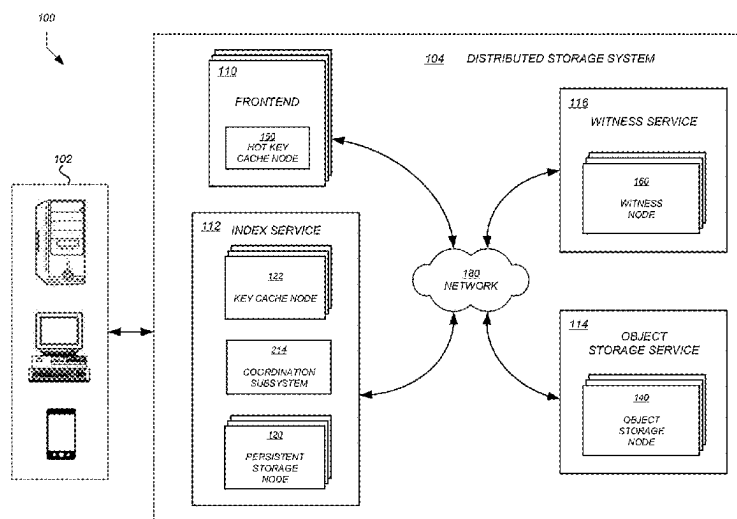 100
104 DISTRIBUTED STORAGE SYSTEM
110
FRONTEND
150
HOT KEY
CACHE NODE
116
WITNESS SERVICE
160
WITNESS
NODE
102
112 INDEX SERVICE
122
KEY CACHE NODE
214
COORDINATION
SUBSYSTEM
120
PERSISTENT
STORAGE
NODE
180
NETWORK
114
OBJECT
STORAGE SERVICE
140
OBJECT
STORAGE
NODE